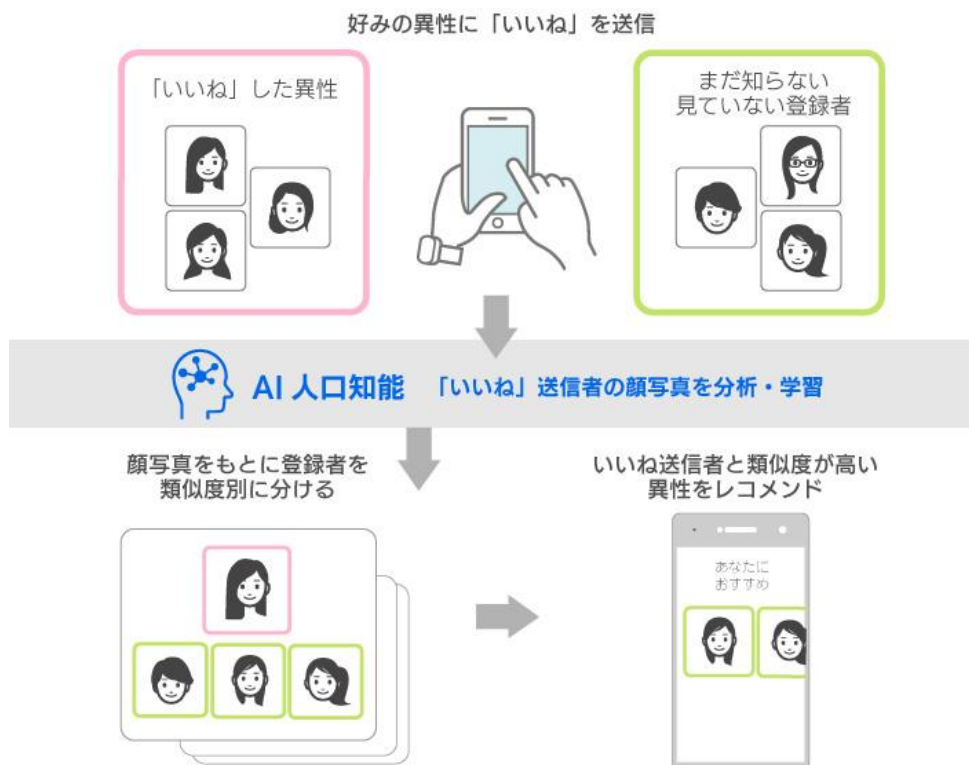 好みの異性に「いいね」を送信
「いいね」した異性
まだ知らない
見ていない登録者
AI 人口知能 「いいね」送信者の顔写真を分析・学習
顔写真をもとに登録者を
類似度別に分ける
いいね送信者と類似度が高い
異性をレコメンド
あなたに
おすすめ